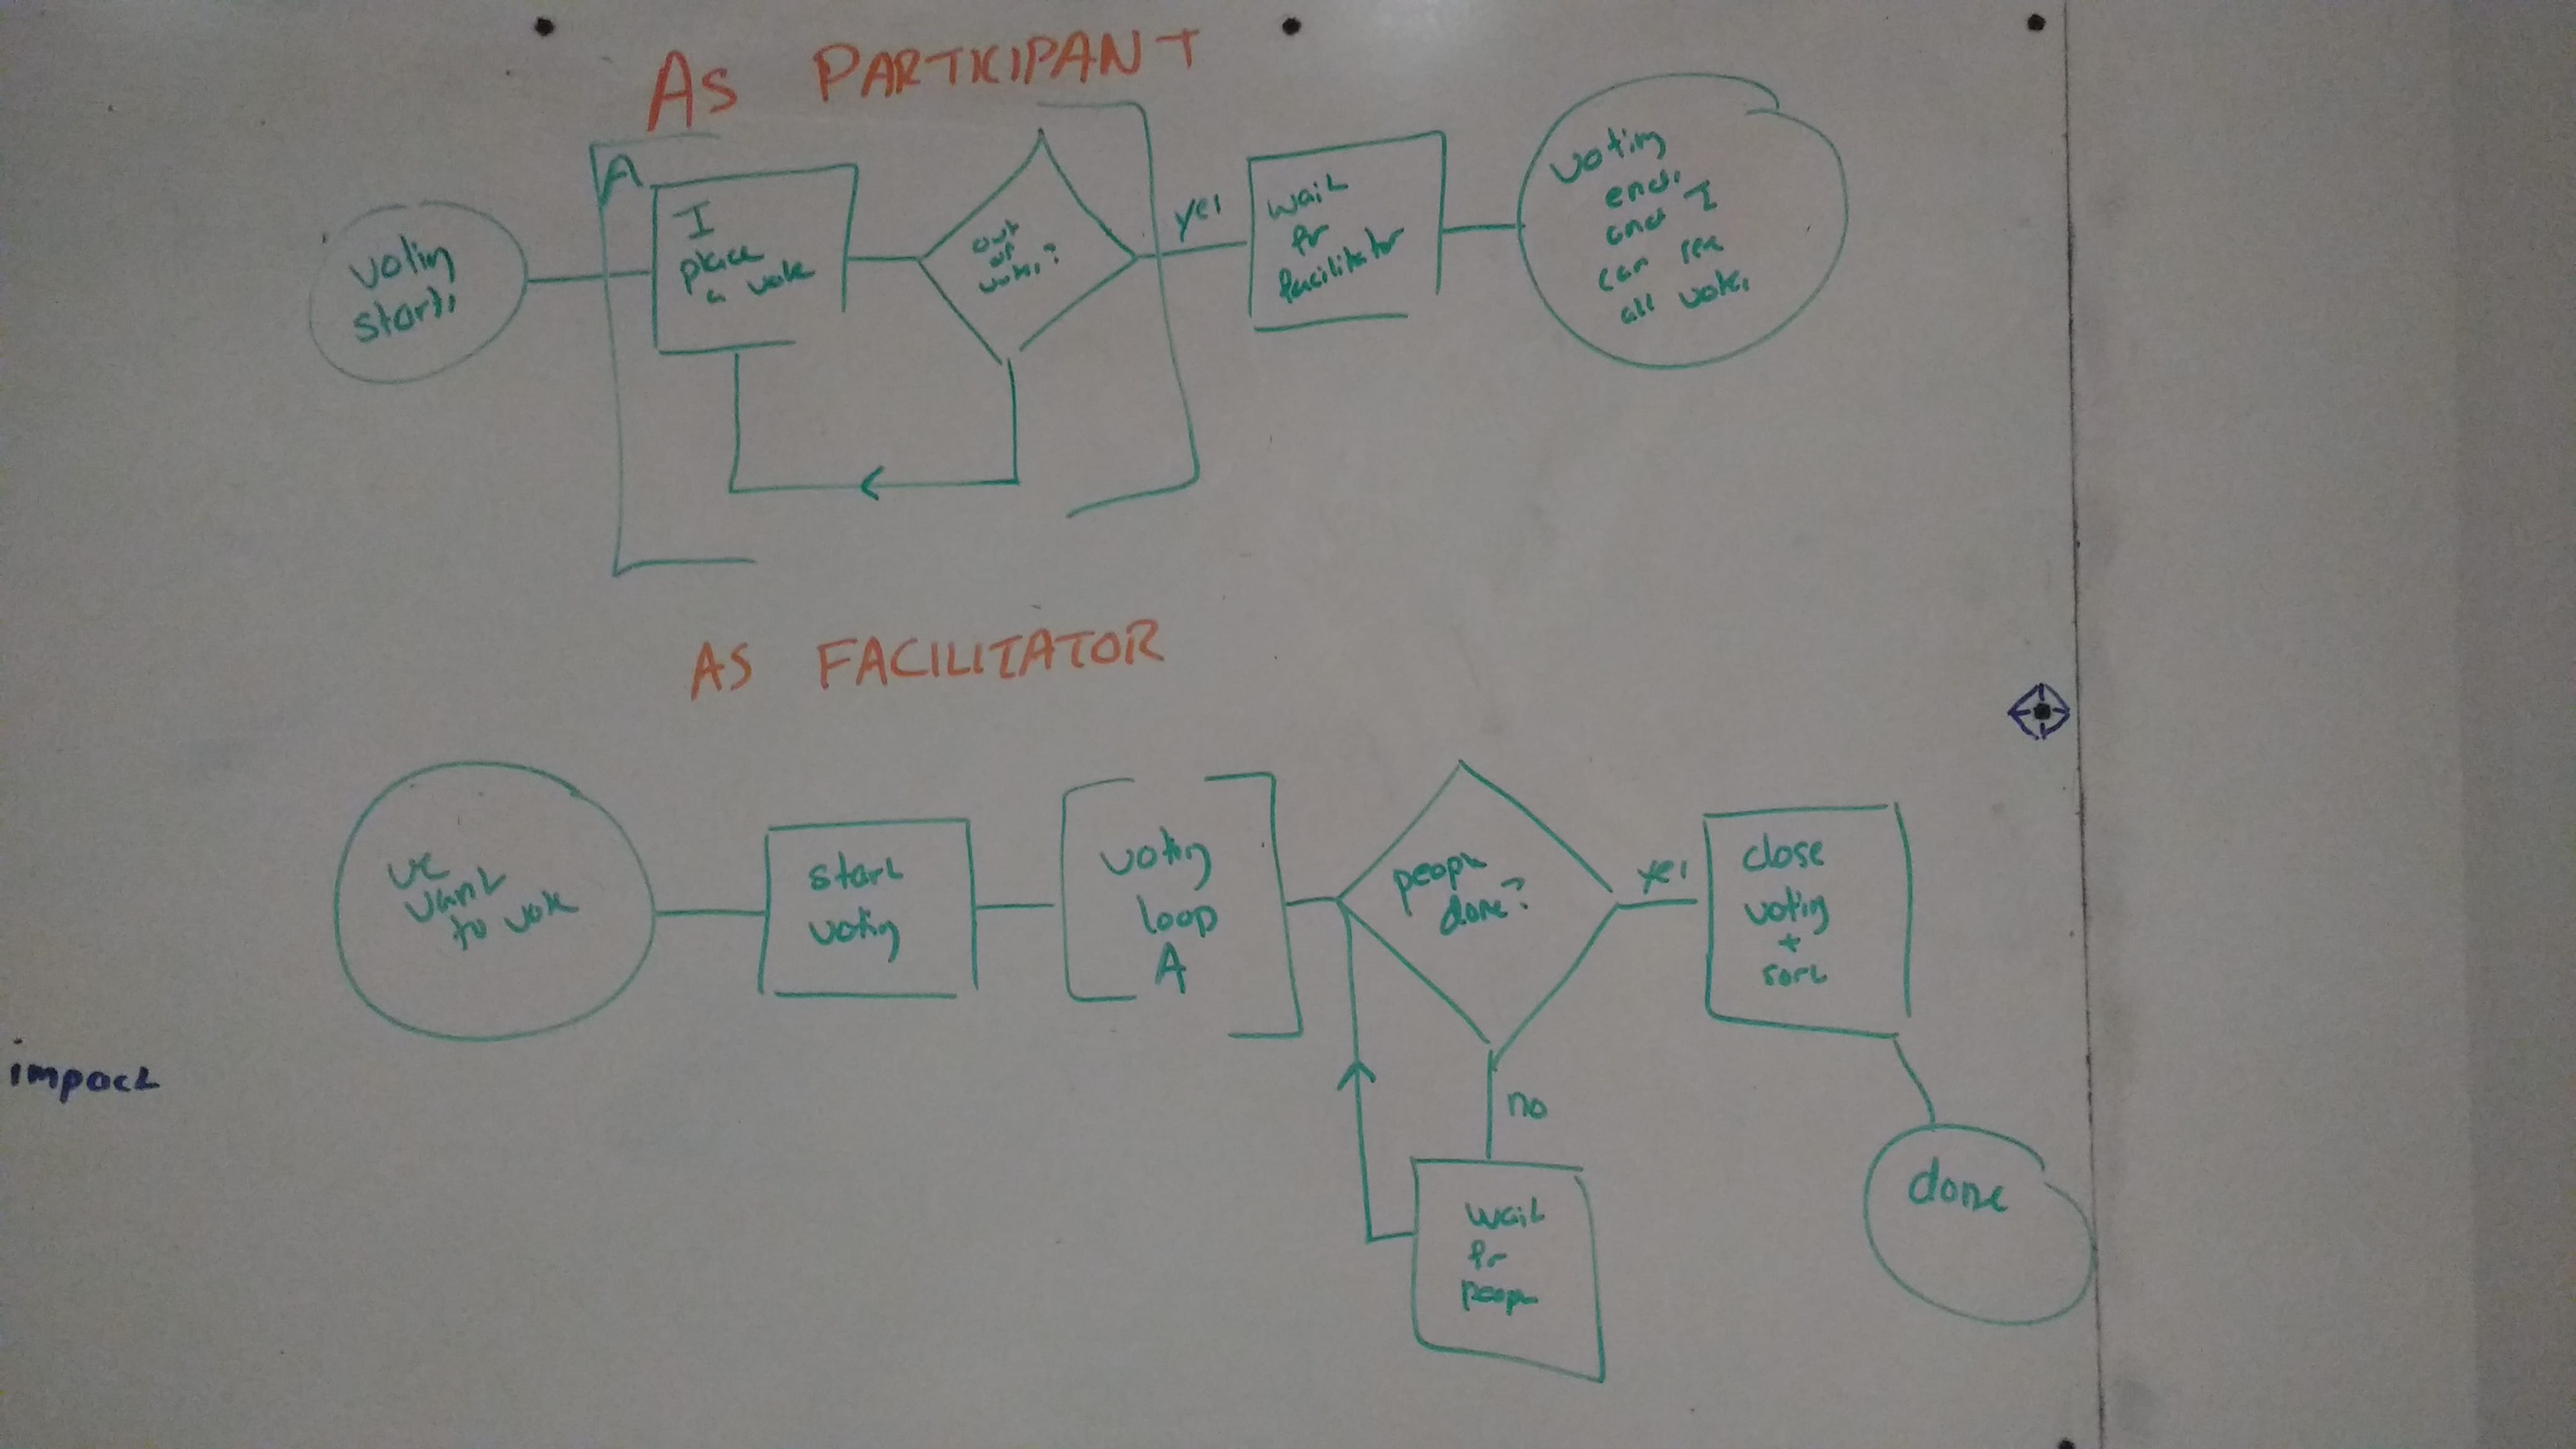 AS PARTICIPANT
voting
starts
A
I
place
a vote
out
of
votes?
yes
wait
for
facilitator
voting
ends
and I
can see
all votes
AS FACILITATOR
we
want
to vote
start
voting
voting
loop
A
people
done?
yes
close
voting
+
sort
no
wait
for
people
done
impact